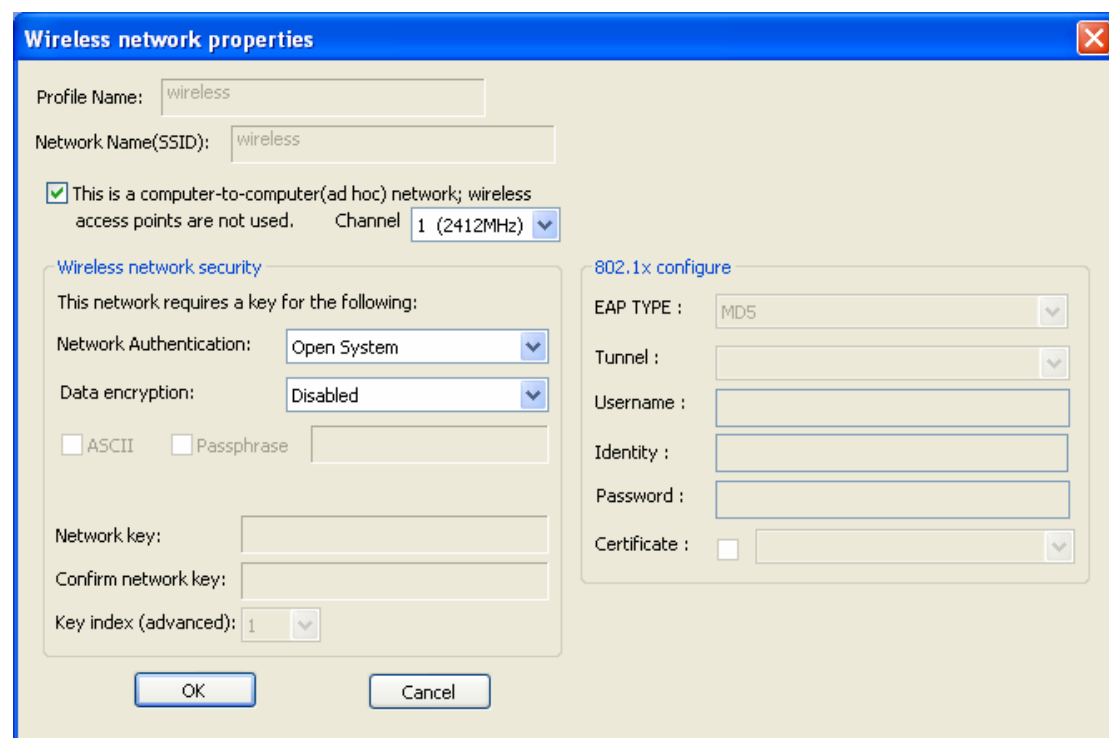 Wireless network properties
Profile Name: wireless
Network Name(SSID): wireless
This is a computer-to-computer(ad hoc) network; wireless
access points are not used. Channel 1 (2412MHz)
Wireless network security
This network requires a key for the following:
Network Authentication: Open System
Data encryption: Disabled
ASCII Passphrase
Network key:
Confirm network key:
Key index (advanced): 1
802.1x configure
EAP TYPE : MD5
Tunnel :
Username :
Identity :
Password :
Certificate :
OK Cancel